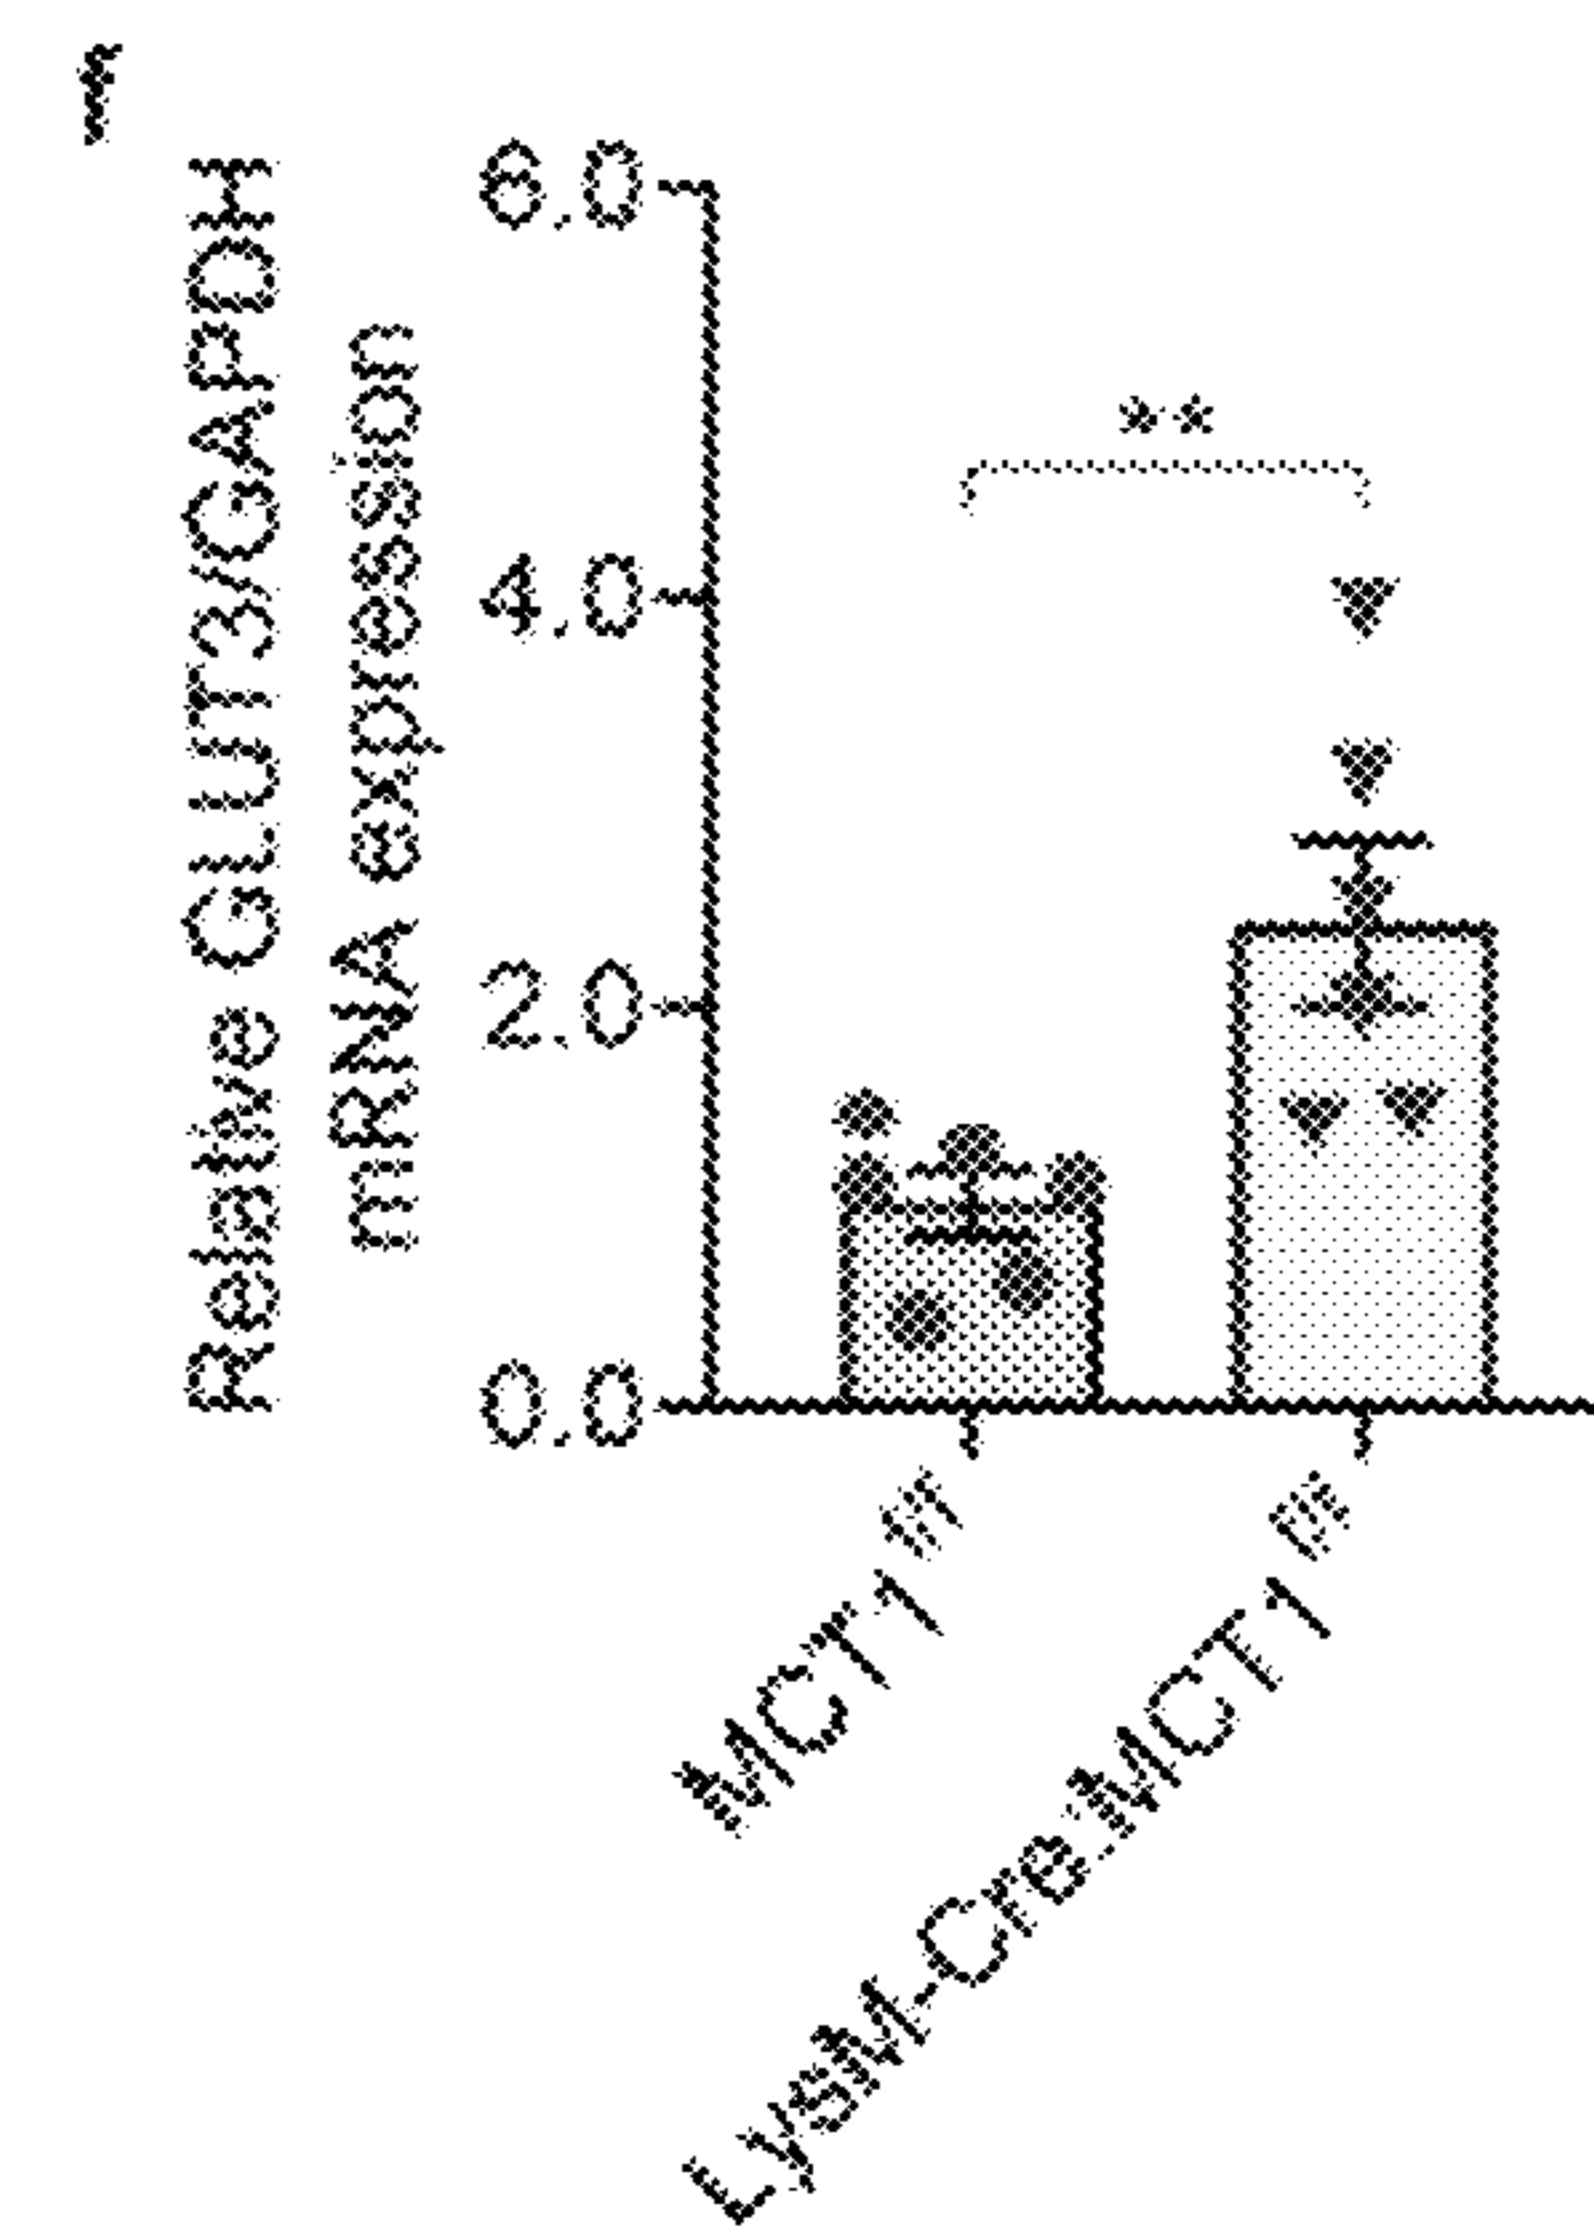 f
Relative GLUT3/GAPDH
mRNA expression
6.0
4.0
2.0
0.0
**
MCT1 f/f
LysM-Cre:MCT1 f/f